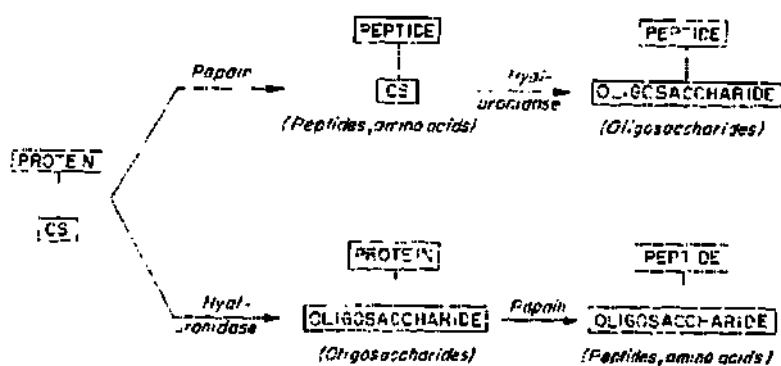 PEPTIDE
PEPTIDE
Papain
Hyal-
CS
uronidase
OLIGOSACCHARIDE
(Peptides, amino acids)
(Oligosaccharides)
PROTEIN
CS
PROTEIN
PEPTIDE
Hyal-
uronidase
OLIGOSACCHARIDE
Papain
OLIGOSACCHARIDE
(Oligosaccharides)
(Peptides, amino acids)